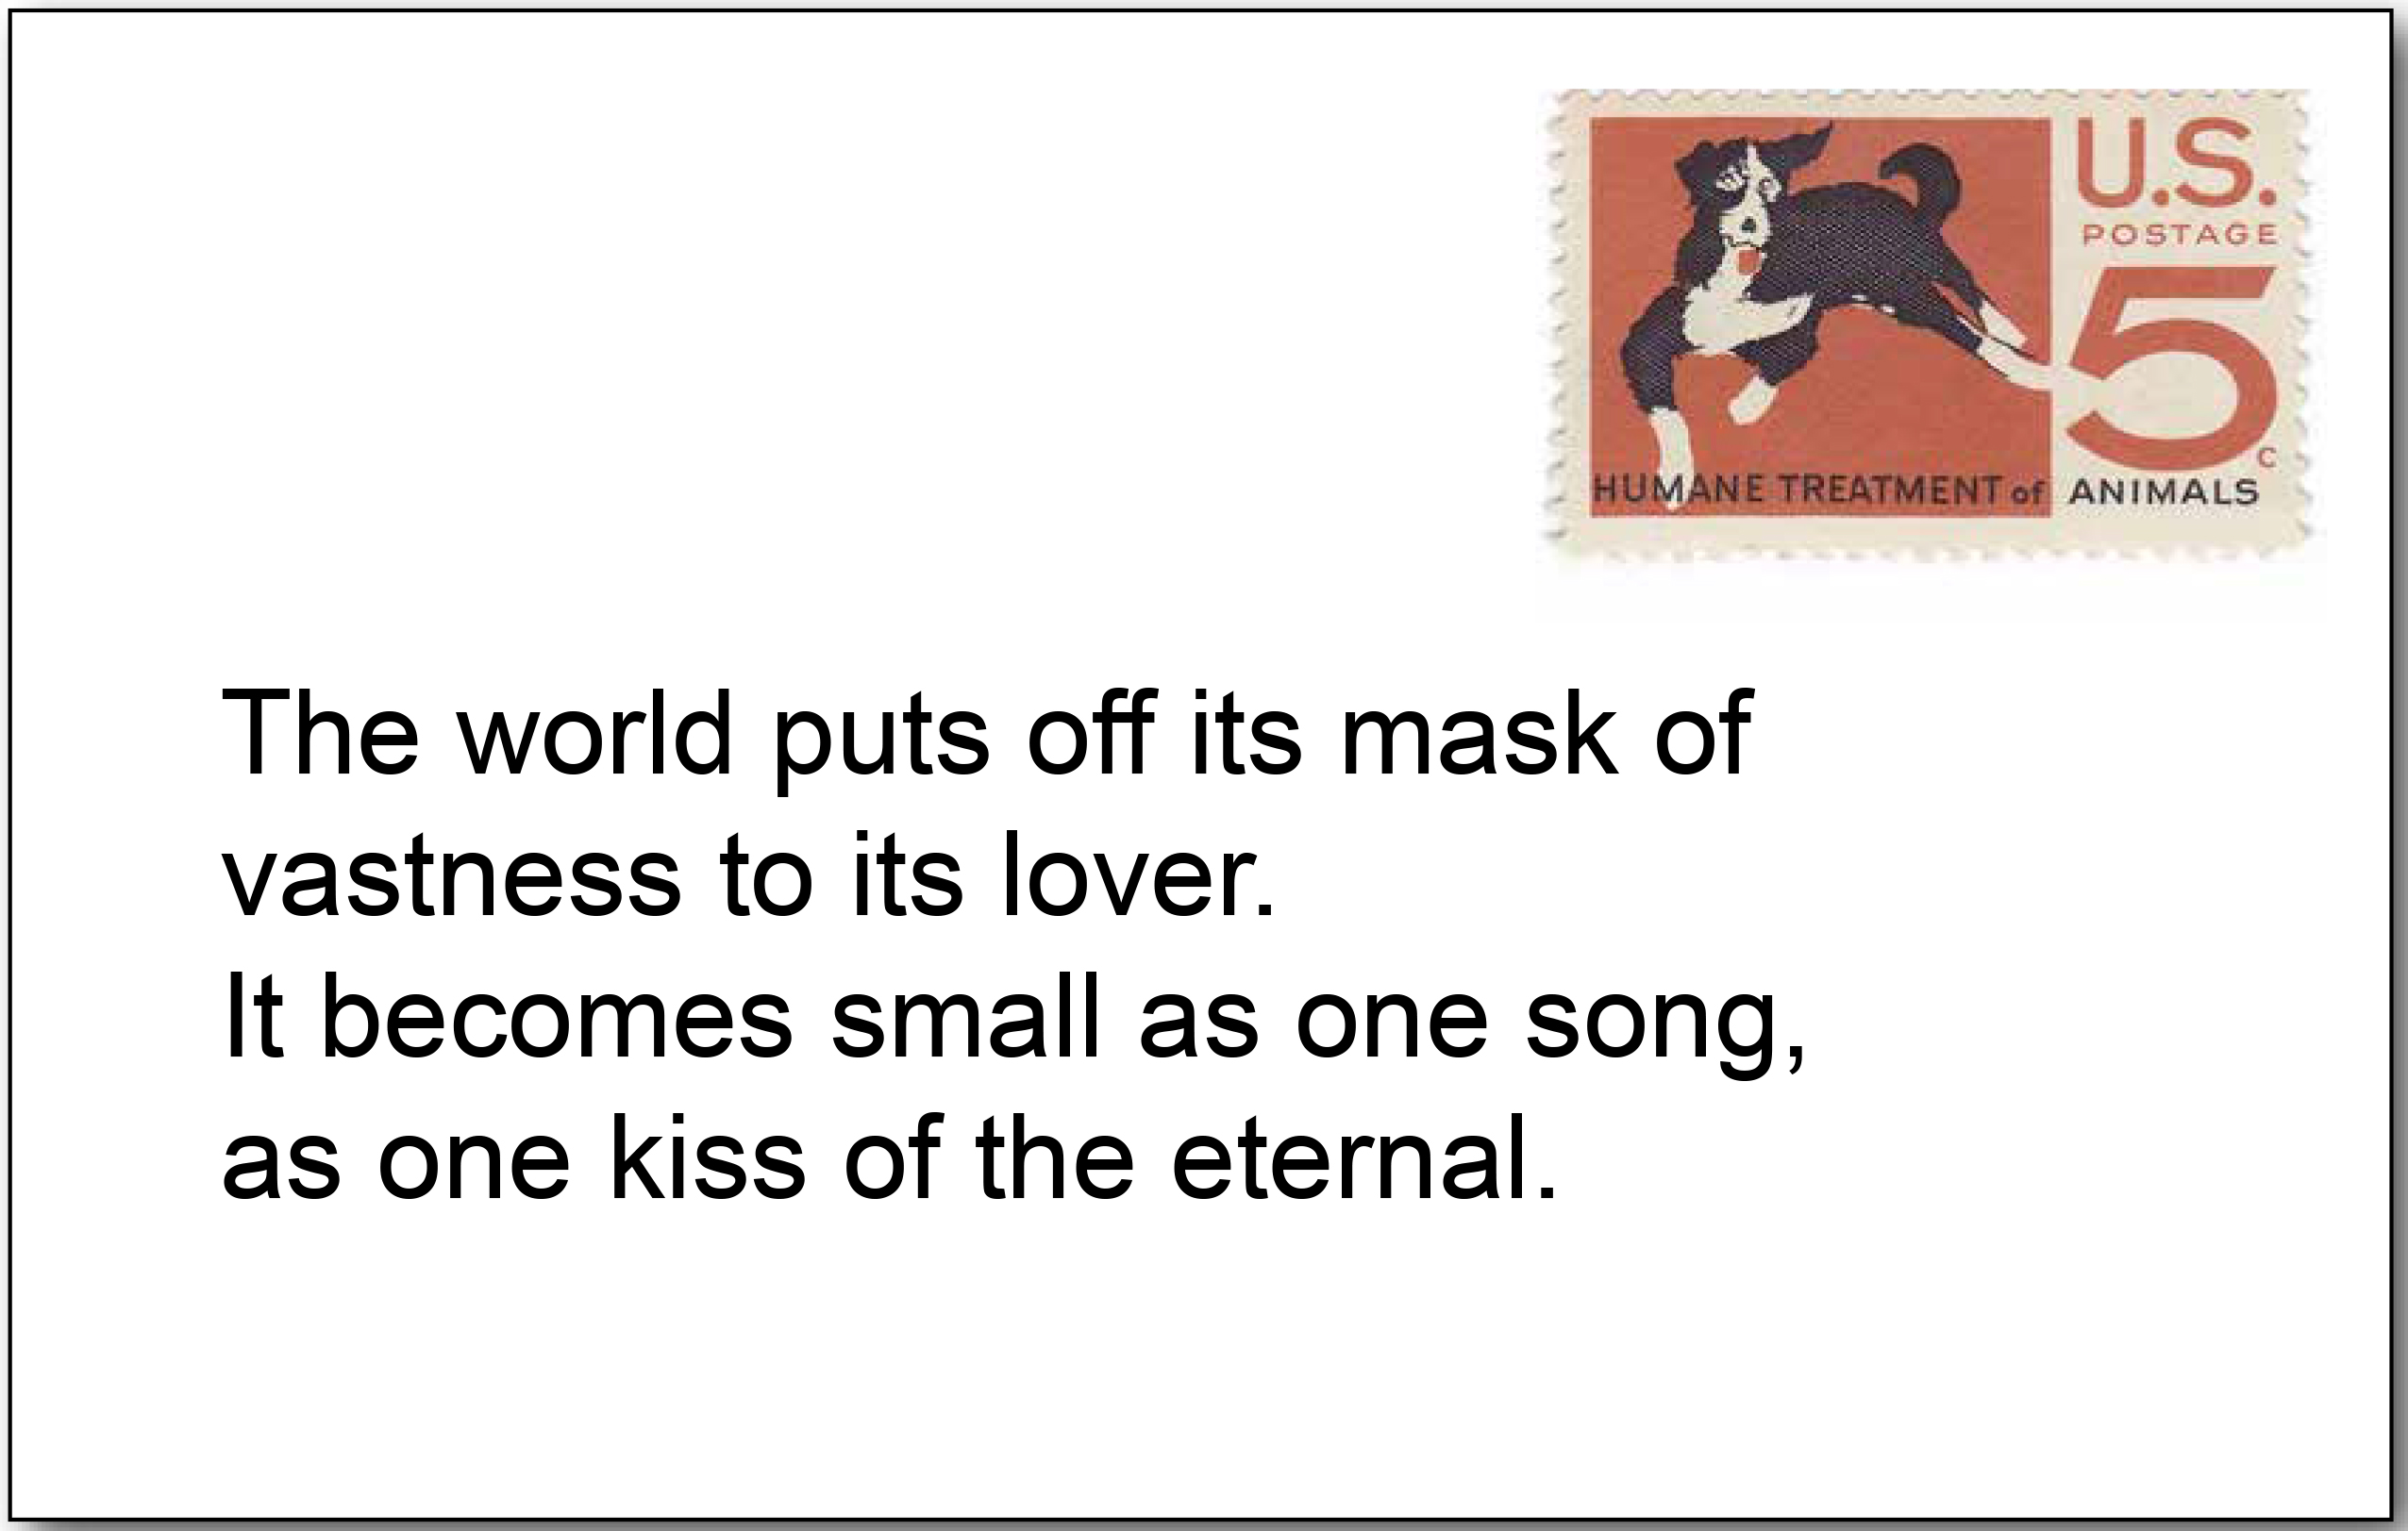 U.S.
POSTAGE
5c
HUMANE TREATMENT of ANIMALS
The world puts off its mask of
vastness to its lover.
It becomes small as one song,
as one kiss of the eternal.